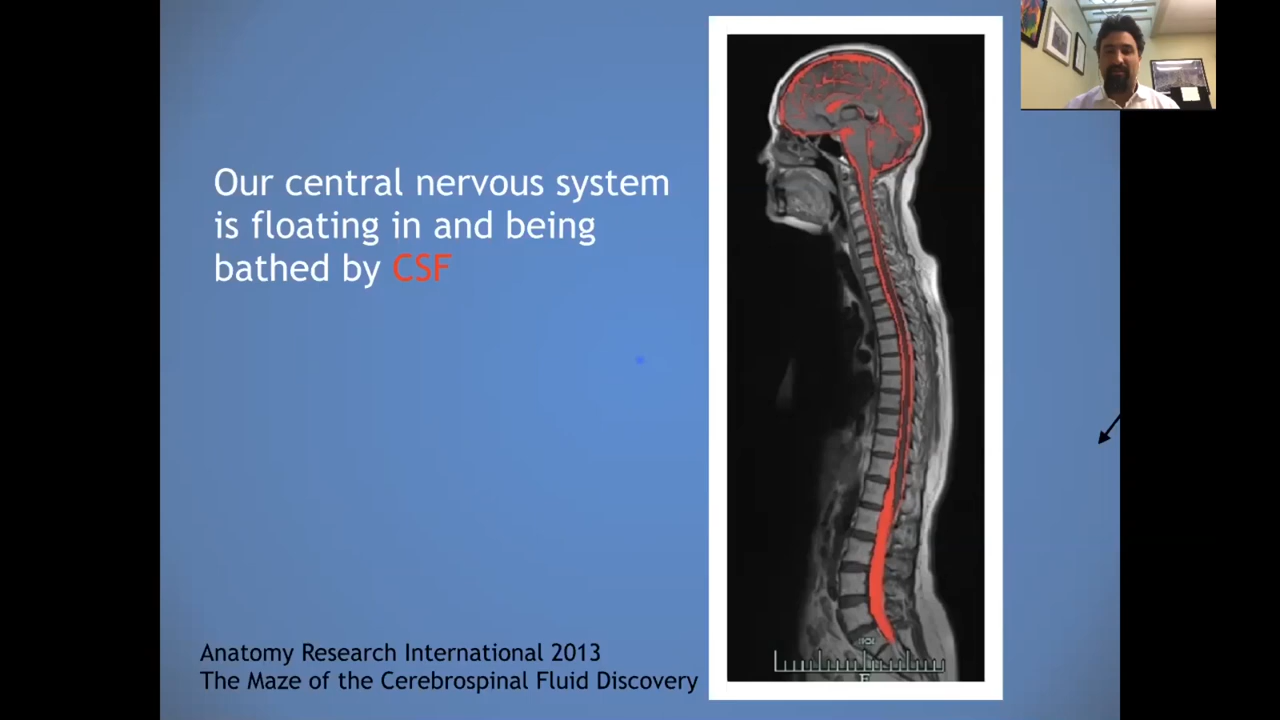 Our central nervous system
is floating in and being
bathed by CSF
Anatomy Research International 2013
The Maze of the Cerebrospinal Fluid Discovery
F